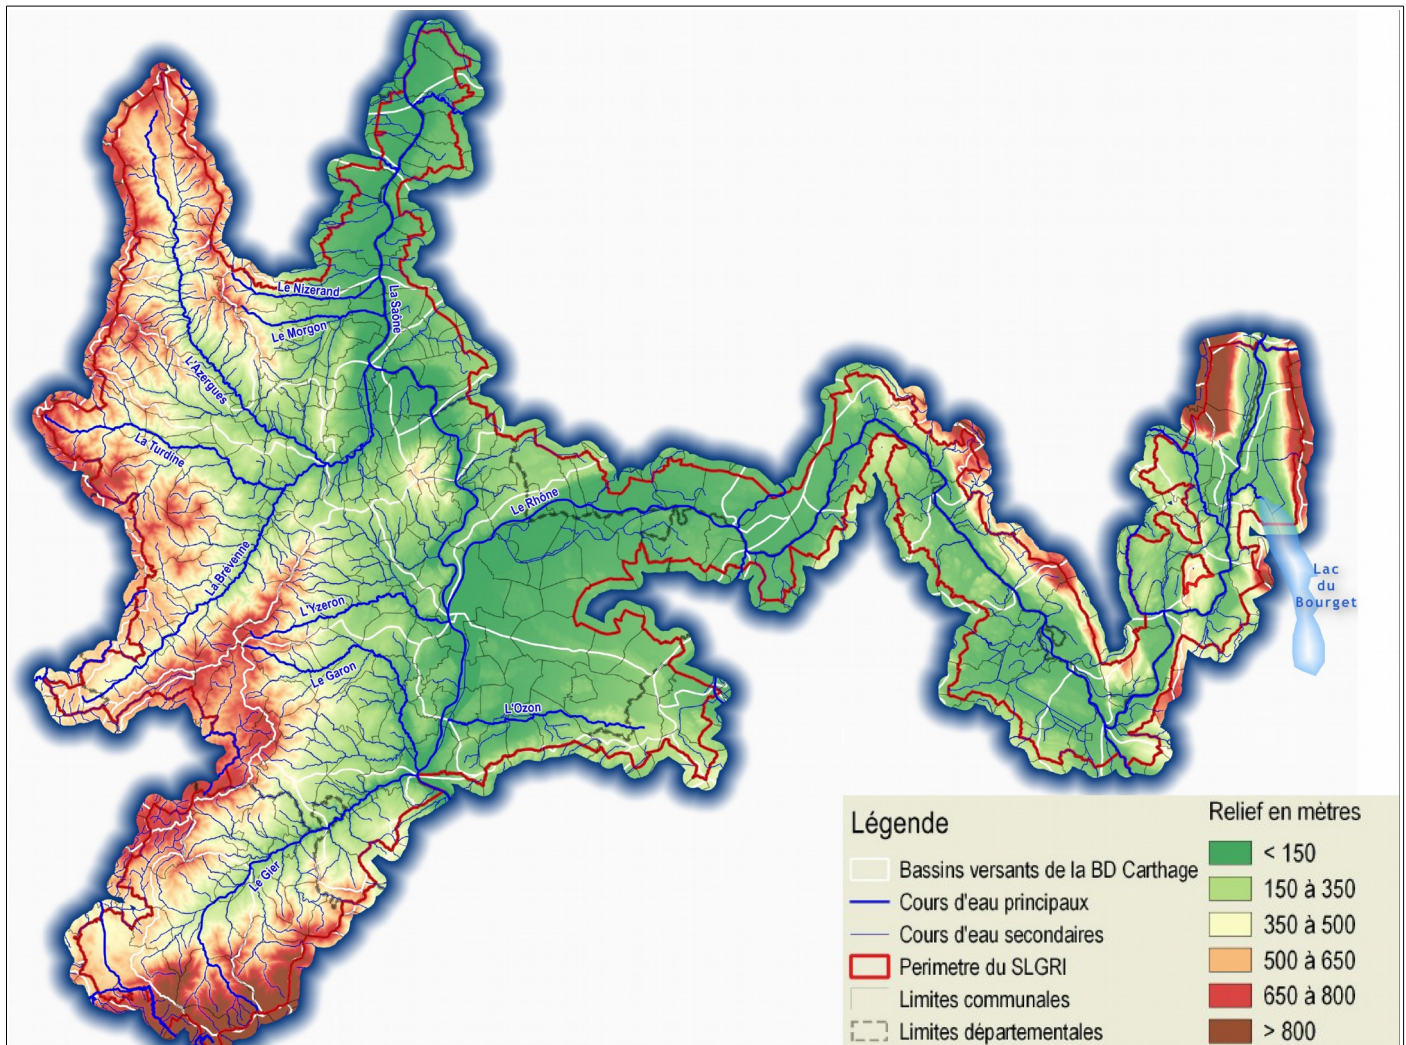 Le Nizerand
La Saône
Le Morgon
L'Azergues
La Turdine
Le Rhône
La Brévenne
Lac
du
Bourget
L'Yzeron
Le Garon
L'Ozon
Le Gier
Légende
Bassins versants de la BD Carthage
Cours d'eau principaux
Cours d'eau secondaires
Perimetre du SLGRI
Limites communales
Limites départementales
Relief en mètres
< 150
150 à 350
350 à 500
500 à 650
650 à 800
> 800